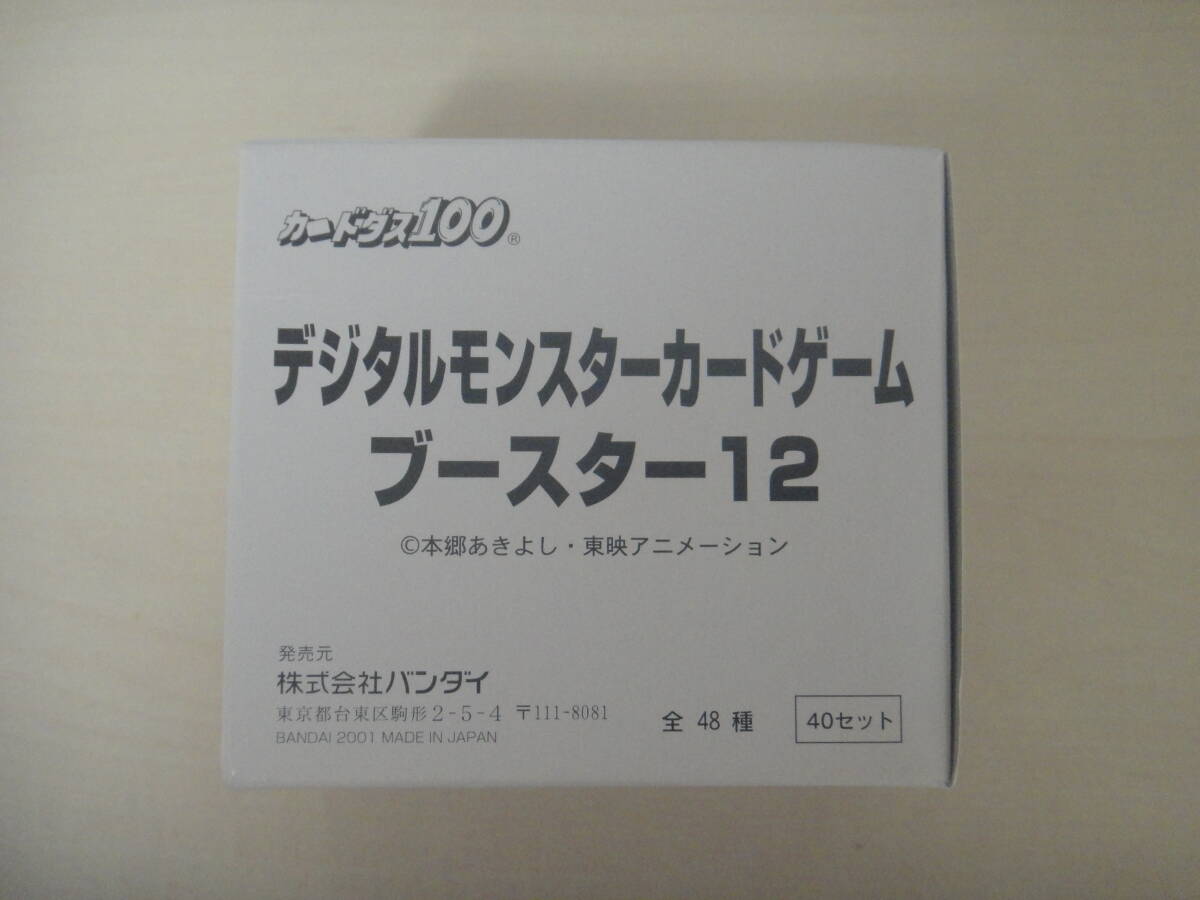 カードダス100®
デジタルモンスターカードゲーム
ブースター12
©本郷あきよし・東映アニメーション
発売元
株式会社バンダイ
東京都台東区駒形2-5-4 〒111-8081
BANDAI 2001 MADE IN JAPAN
全 48 種
40セット